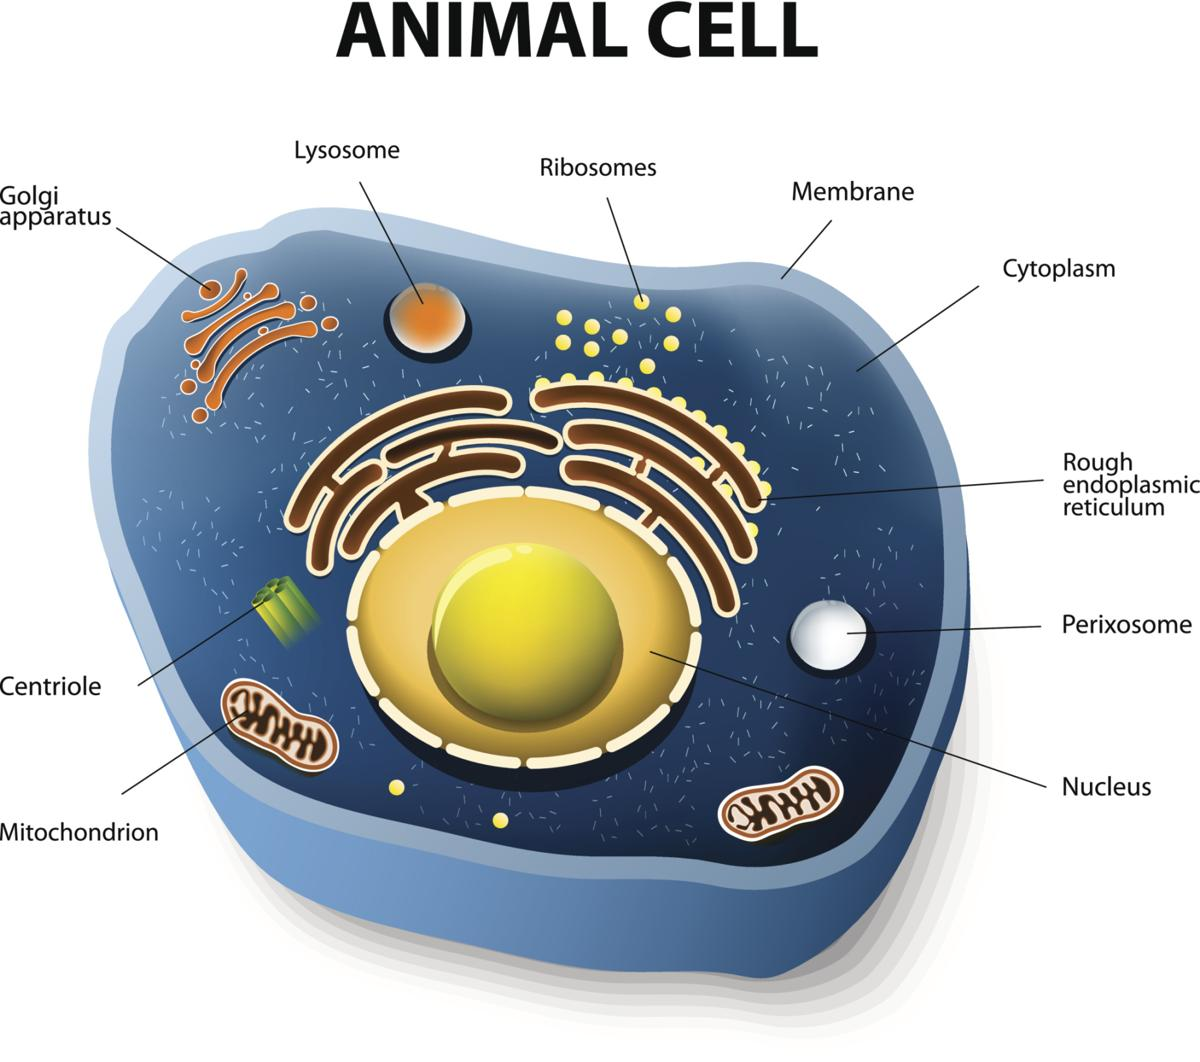 ANIMAL CELL
Lysosome
Ribosomes
Golgi
apparatus
Membrane
Cytoplasm
Rough
endoplasmic
reticulum
Perixosome
Centriole
Nucleus
Mitochondrion